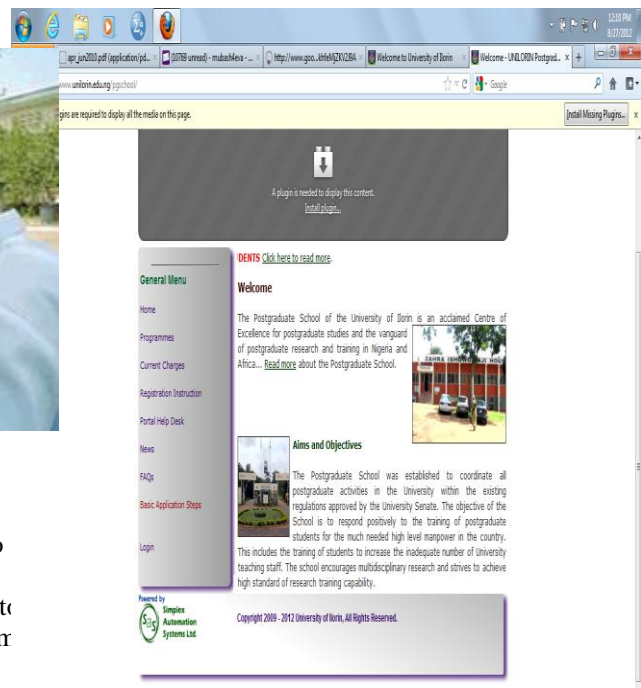 12:10 PM
8/27/2012
apr_jun2010.pdf (application/pd...
(10769 unread) - mubash4eva - ...
http://www.goo...khfeMjZKV2BA
Welcome to University of Ilorin
Welcome - UNILORIN Postgrad...
www.unilorin.edu.ng/pgschool/
Google
gins are required to display all the media on this page.
Install Missing Plugins...
A plugin is needed to display this content.
Install plugin...
IDENTS Click here to read more.
General Menu
Home
Programmes
Current Charges
Registration Instruction
Portal Help Desk
News
FAQs
Basic Application Steps
Login
Welcome
The Postgraduate School of the University of Ilorin is an acclaimed Centre of
Excellence for postgraduate studies and the vanguard
of postgraduate research and training in Nigeria and
Africa... Read more about the Postgraduate School.
ZAHRA
Aims and Objectives
The Postgraduate School was established to coordinate all
postgraduate activities in the University within the existing
regulations approved by the University Senate. The objective of the
School is to respond positively to the training of postgraduate
students for the much needed high level manpower in the country.
This includes the training of students to increase the inadequate number of University
teaching staff. The school encourages multidisciplinary research and strives to achieve
high standard of research training capability.
Powered by
SAS
Simplex
Automation
Systems Ltd.
Copyright 2009 - 2012 University of Ilorin, All Rights Reserved.